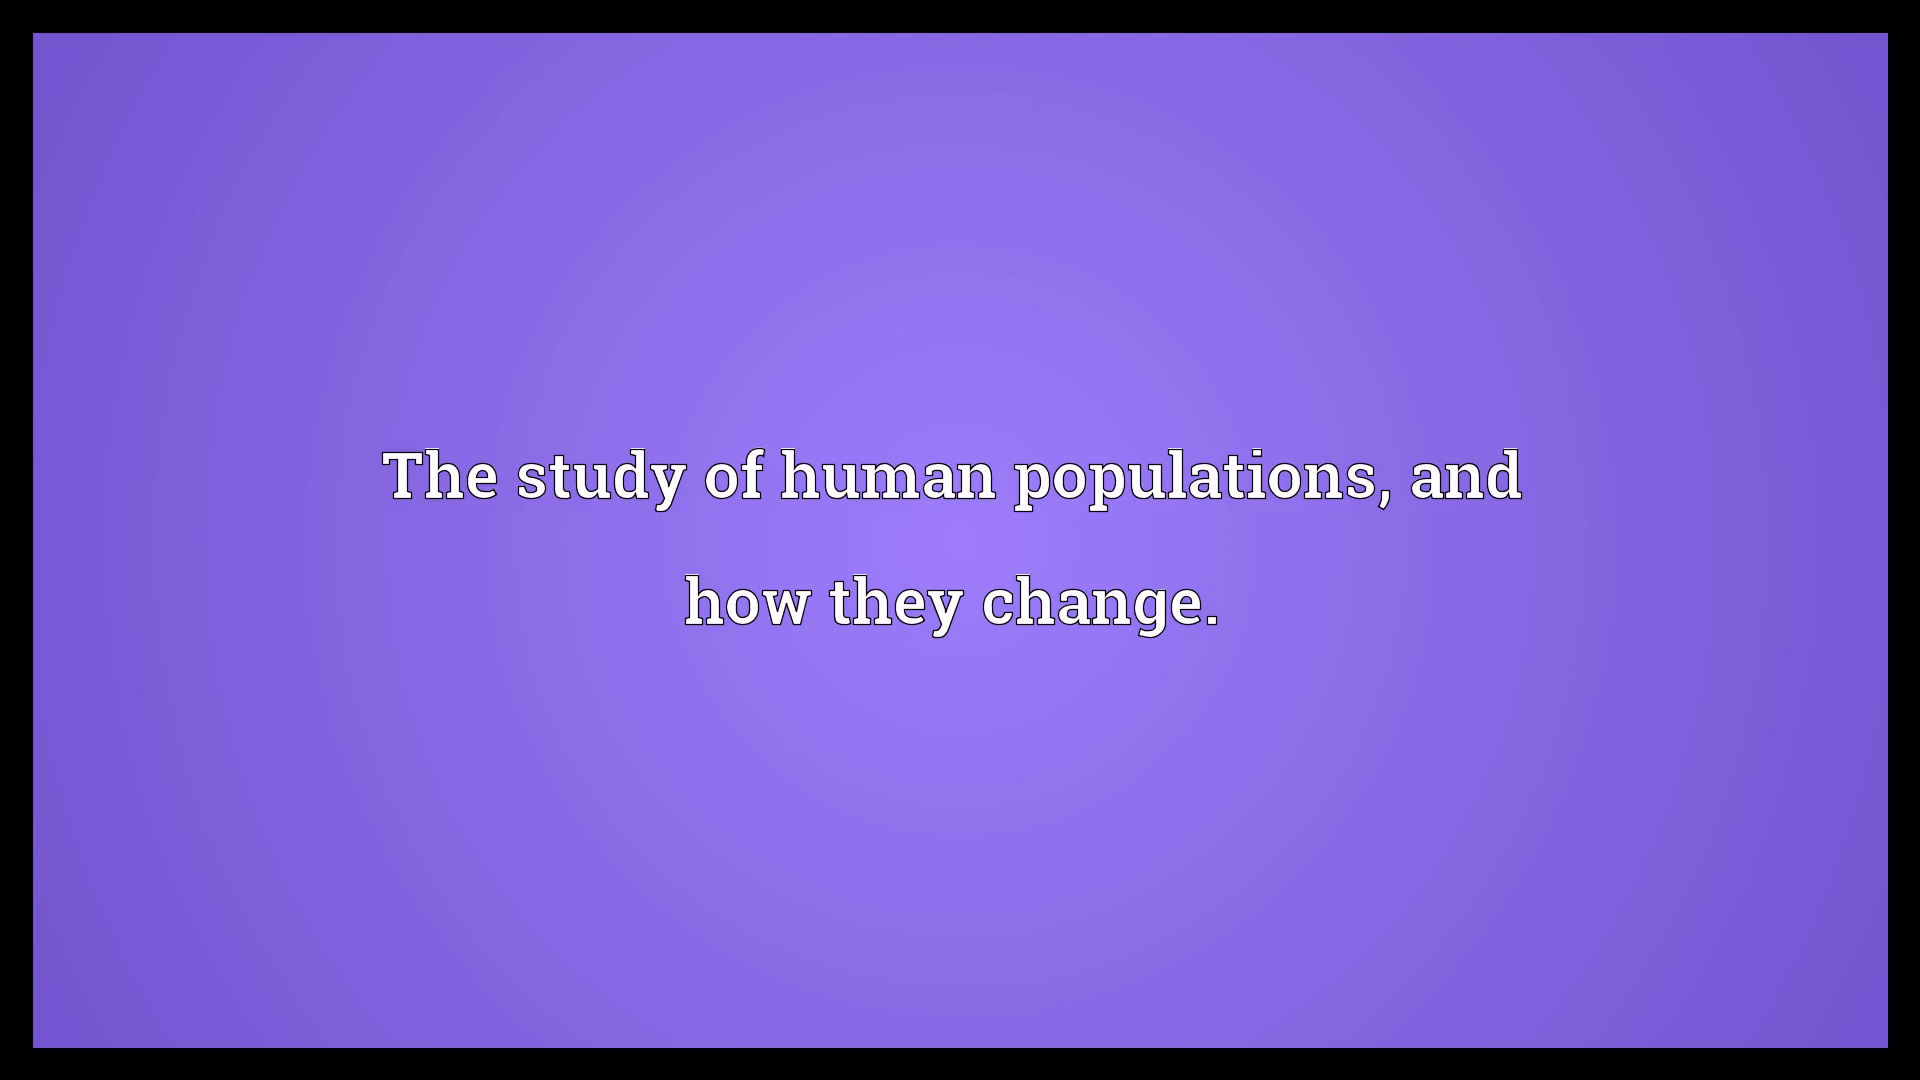 The study of human populations, and
how they change.